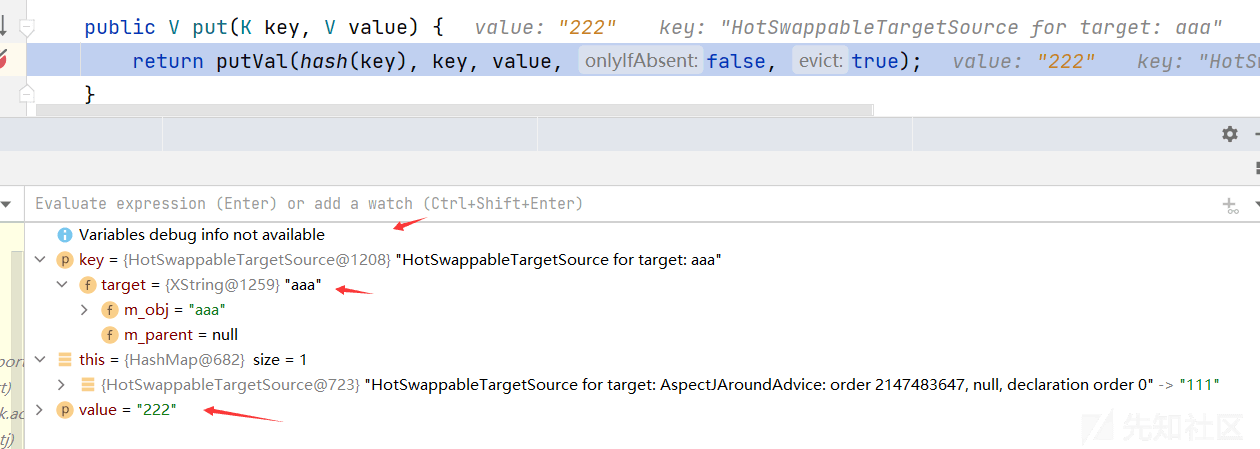 public V put(K key, V value) {   value: "222"   key: "HotSwappableTargetSource for target: aaa"
return putVal(hash(key), key, value, onlyIfAbsent: false, evict: true);   value: "222"   key: "HotSw
}
Evaluate expression (Enter) or add a watch (Ctrl+Shift+Enter)
Variables debug info not available
key = {HotSwappableTargetSource@1208} "HotSwappableTargetSource for target: aaa"
target = {XString@1259} "aaa"
m_obj = "aaa"
m_parent = null
this = {HashMap@682} size = 1
{HotSwappableTargetSource@723} "HotSwappableTargetSource for target: AspectJAroundAdvice: order 2147483647, null, declaration order 0" -> "111"
value = "222"
先知社区